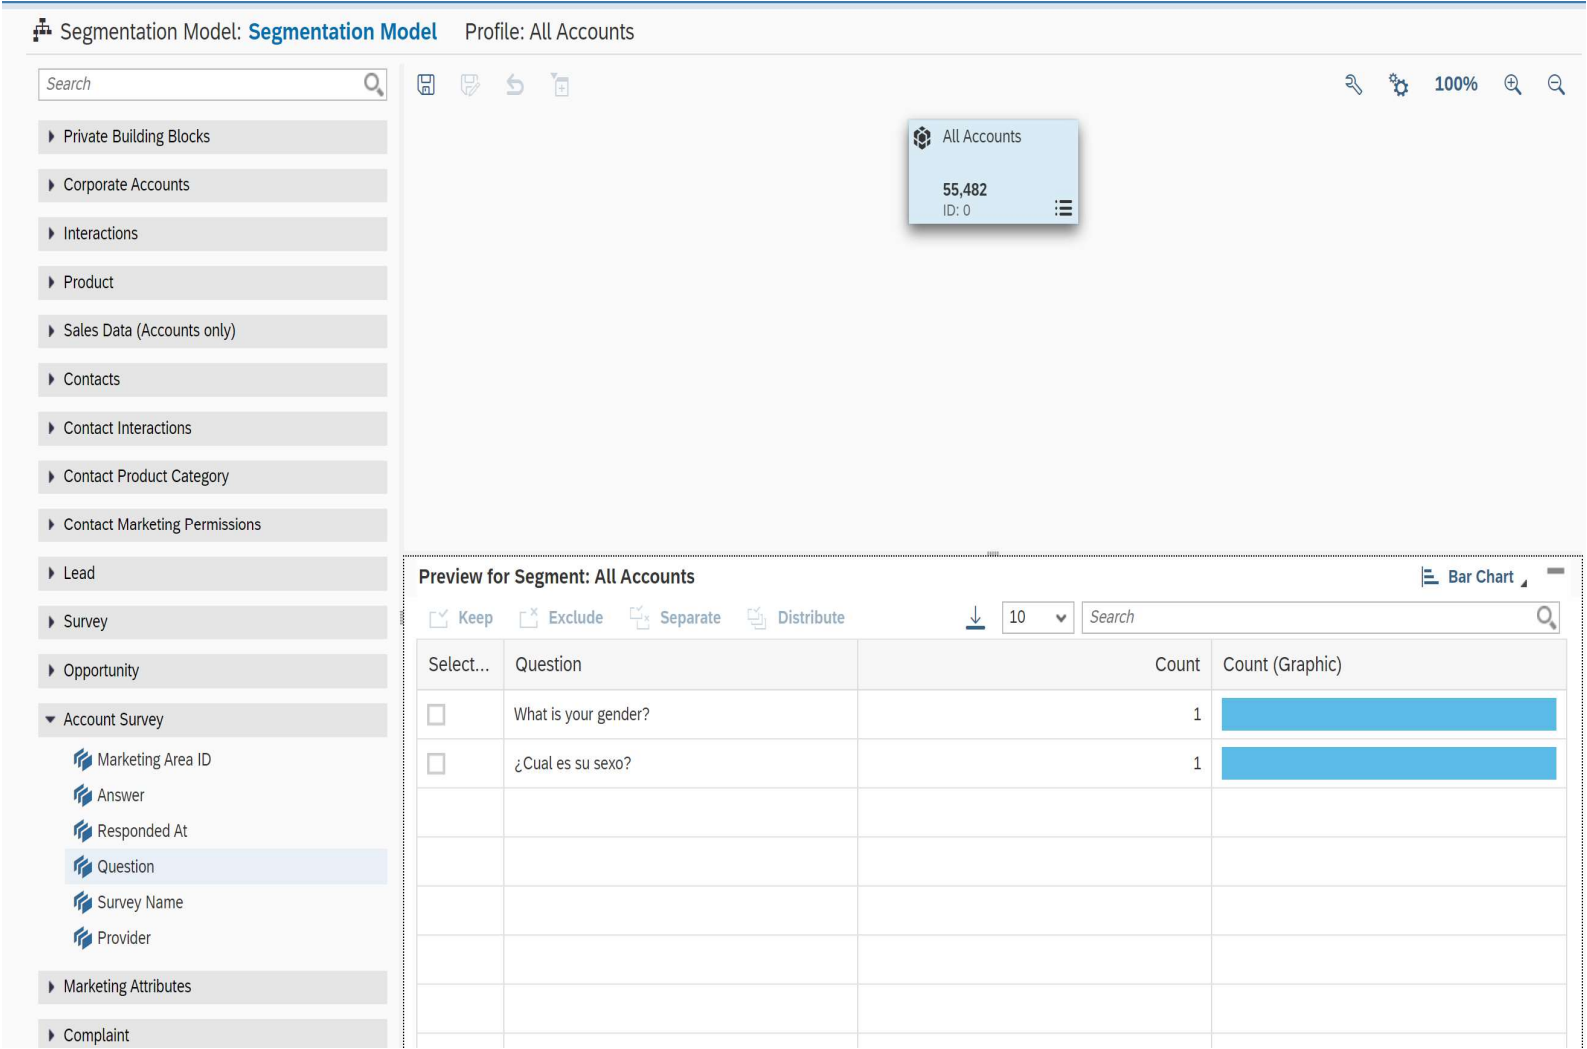 Segmentation Model: Segmentation Model Profile: All Accounts
Search
100%
Private Building Blocks
Corporate Accounts
Interactions
Product
Sales Data (Accounts only)
Contacts
Contact Interactions
Contact Product Category
Contact Marketing Permissions
Lead
Survey
Opportunity
Account Survey
Marketing Area ID
Answer
Responded At
Question
Survey Name
Provider
Marketing Attributes
Complaint
All Accounts
55,482
ID: 0
Preview for Segment: All Accounts
Bar Chart
Keep Exclude Separate Distribute 10 Search
Select... Question Count Count (Graphic)
What is your gender? 1
¿Cual es su sexo? 1